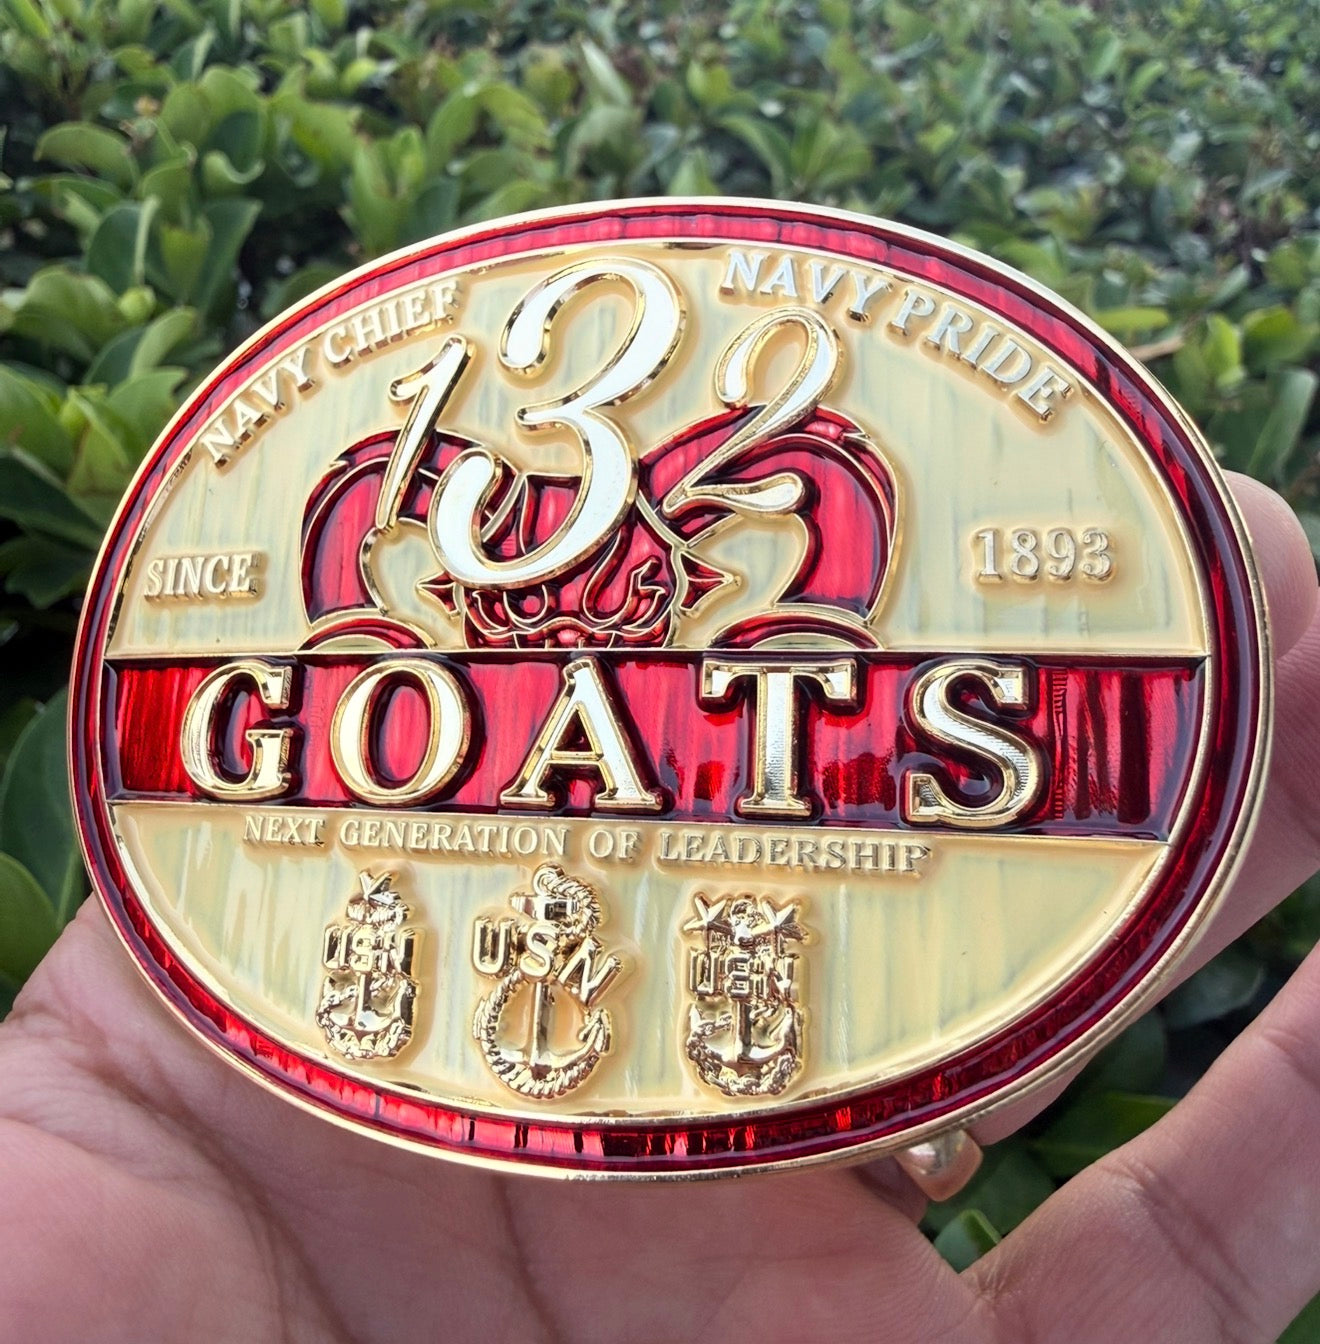 NAVY CHIEF
132
NAVY PRIDE
SINCE
1893
GOATS
NEXT GENERATION OF LEADERSHIP
USN
USN
USN